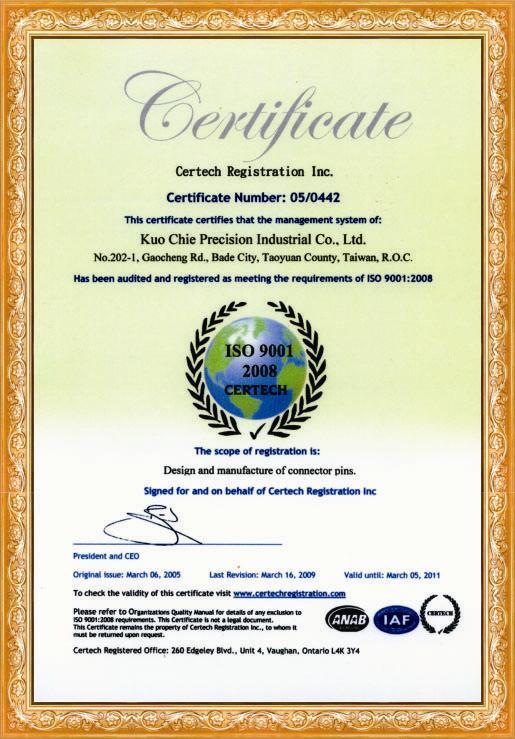 Certificate
Certech Registration Inc.
Certificate Number: 05/0442
This certificate certifies that the management system of:
Kuo Chie Precision Industrial Co., Ltd.
No.202-1, Gaocheng Rd., Bade City, Taoyuan County, Taiwan, R.O.C.
Has been audited and registered as meeting the requirements of ISO 9001:2008
ISO 9001
2008
CERTECH
The scope of registration is:
Design and manufacture of connector pins.
Signed for and on behalf of Certech Registration Inc
President and CEO
Original issue: March 06, 2005 Last Revision: March 16, 2009 Valid until: March 05, 2011
To check the validity of this certificate visit www.certechregistration.com
Please refer to Organizations Quality Manual for details of any exclusion to
ISO 9001:2008 requirements. This Certificate is not a legal document.
This Certificate remains the property of Certech Registration Inc., to whom it
must be returned upon request.
ANAB IAF CERTECH
Certech Registered Office: 260 Edgeley Blvd., Unit 4, Vaughan, Ontario L4K 3Y4